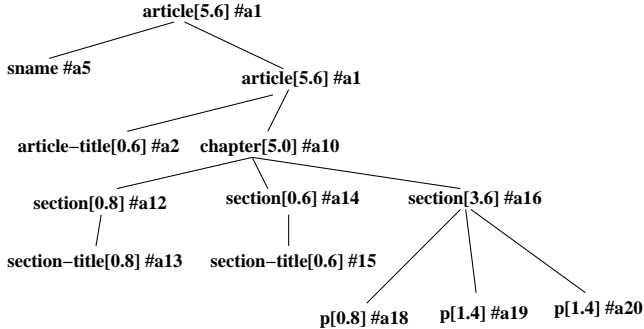 article[5.6] #a1
sname #a5
article[5.6] #a1
article−title[0.6] #a2 chapter[5.0] #a10
section[0.8] #a12 section[0.6] #a14 section[3.6] #a16
section−title[0.8] #a13 section−title[0.6] #15
p[0.8] #a18 p[1.4] #a19 p[1.4] #a20